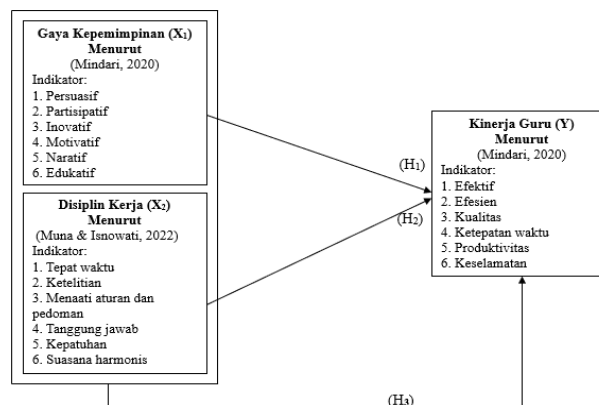 Gaya Kepemimpinan (X₁)
Menurut
(Mindari, 2020)
Indikator:
1. Persuasif
2. Partisipatif
3. Inovatif
4. Motivatif
5. Naratif
6. Edukatif
Disiplin Kerja (X₂)
Menurut
(Muna & Isnowati, 2022)
Indikator:
1. Tepat waktu
2. Ketelitian
3. Menaati aturan dan
pedoman
4. Tanggung jawab
5. Kepatuhan
6. Suasana harmonis
(H₁)
(H₂)
Kinerja Guru (Y)
Menurut
(Mindari, 2020)
Indikator:
1. Efektif
2. Efesien
3. Kualitas
4. Ketepatan waktu
5. Produktivitas
6. Keselamatan
(H₃)